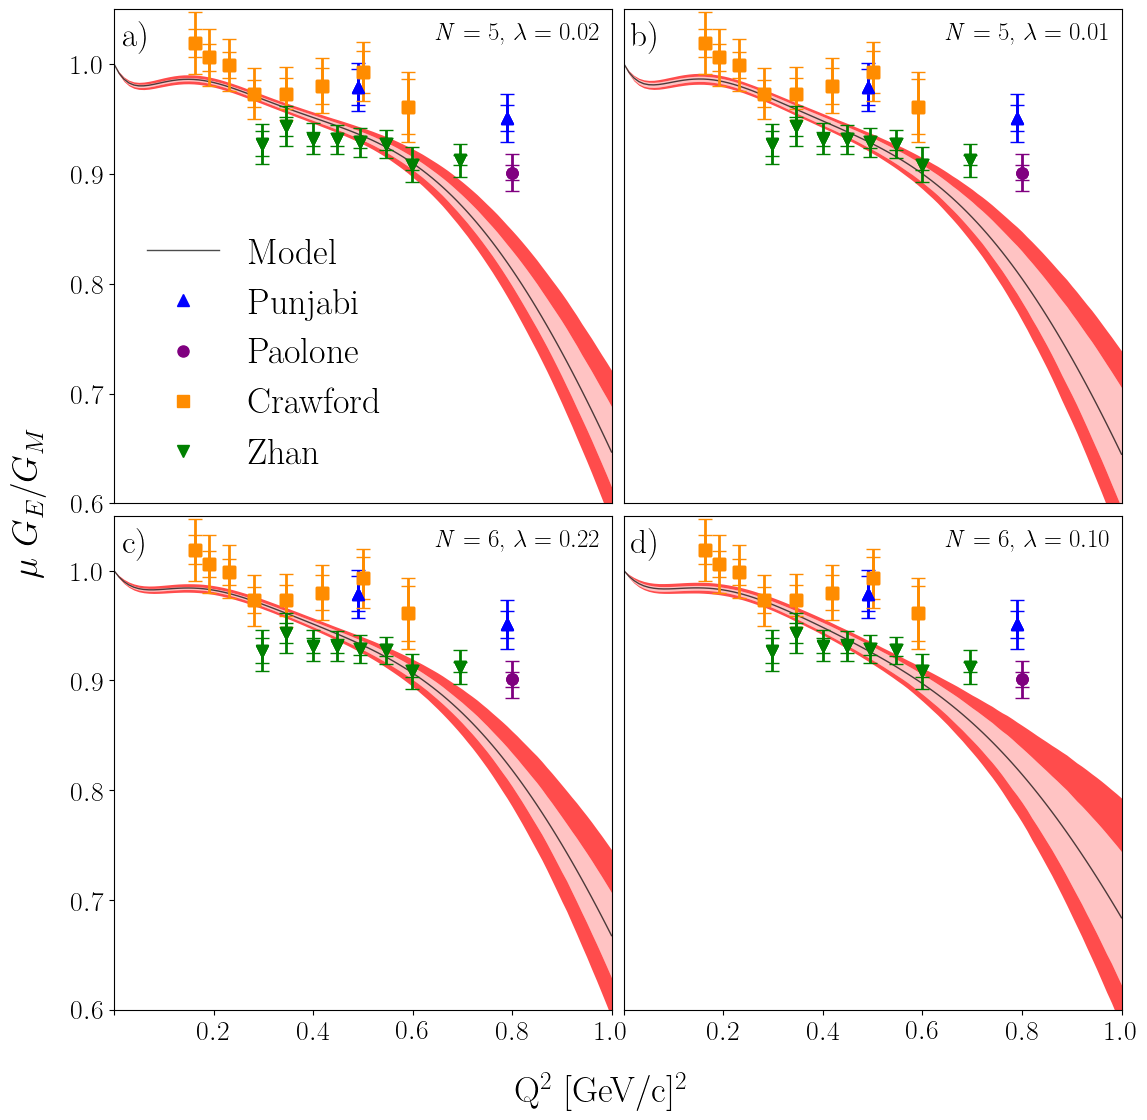 a) N = 5, λ = 0.02
b) N = 5, λ = 0.01
1.0
0.9
0.8
0.7
0.6
Model
Punjabi
Paolone
Crawford
Zhan
μ G_E/G_M
c) N = 6, λ = 0.22
d) N = 6, λ = 0.10
1.0
0.9
0.8
0.7
0.6
0.2 0.4 0.6 0.8 1.0
0.2 0.4 0.6 0.8 1.0
Q² [GeV/c]²